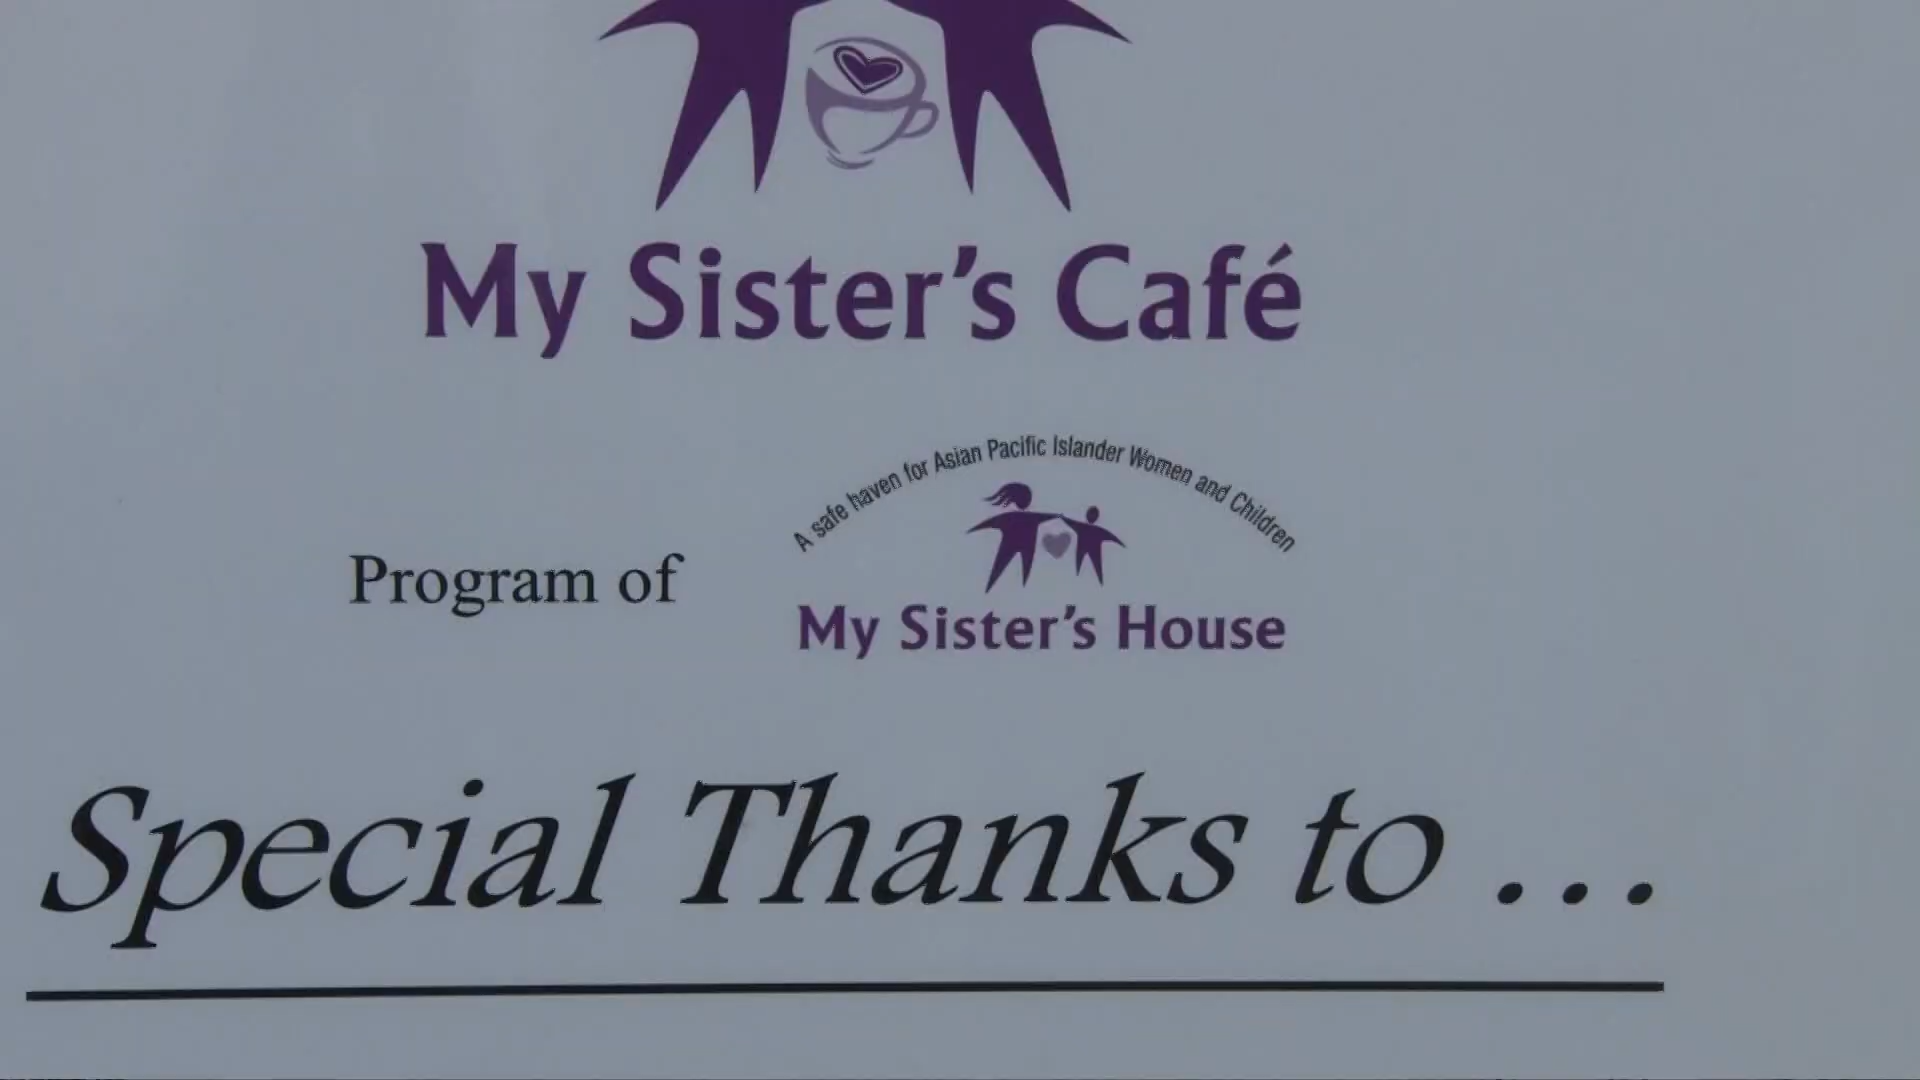 My Sister's Café
A safe haven for Asian Pacific Islander Women and Children
Program of
My Sister's House
Special Thanks to ...